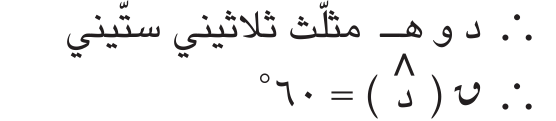 ∴ د و هـ مثلّث ثلاثيني ستّيني
∴ ق ( د^ ) = ٦٠°